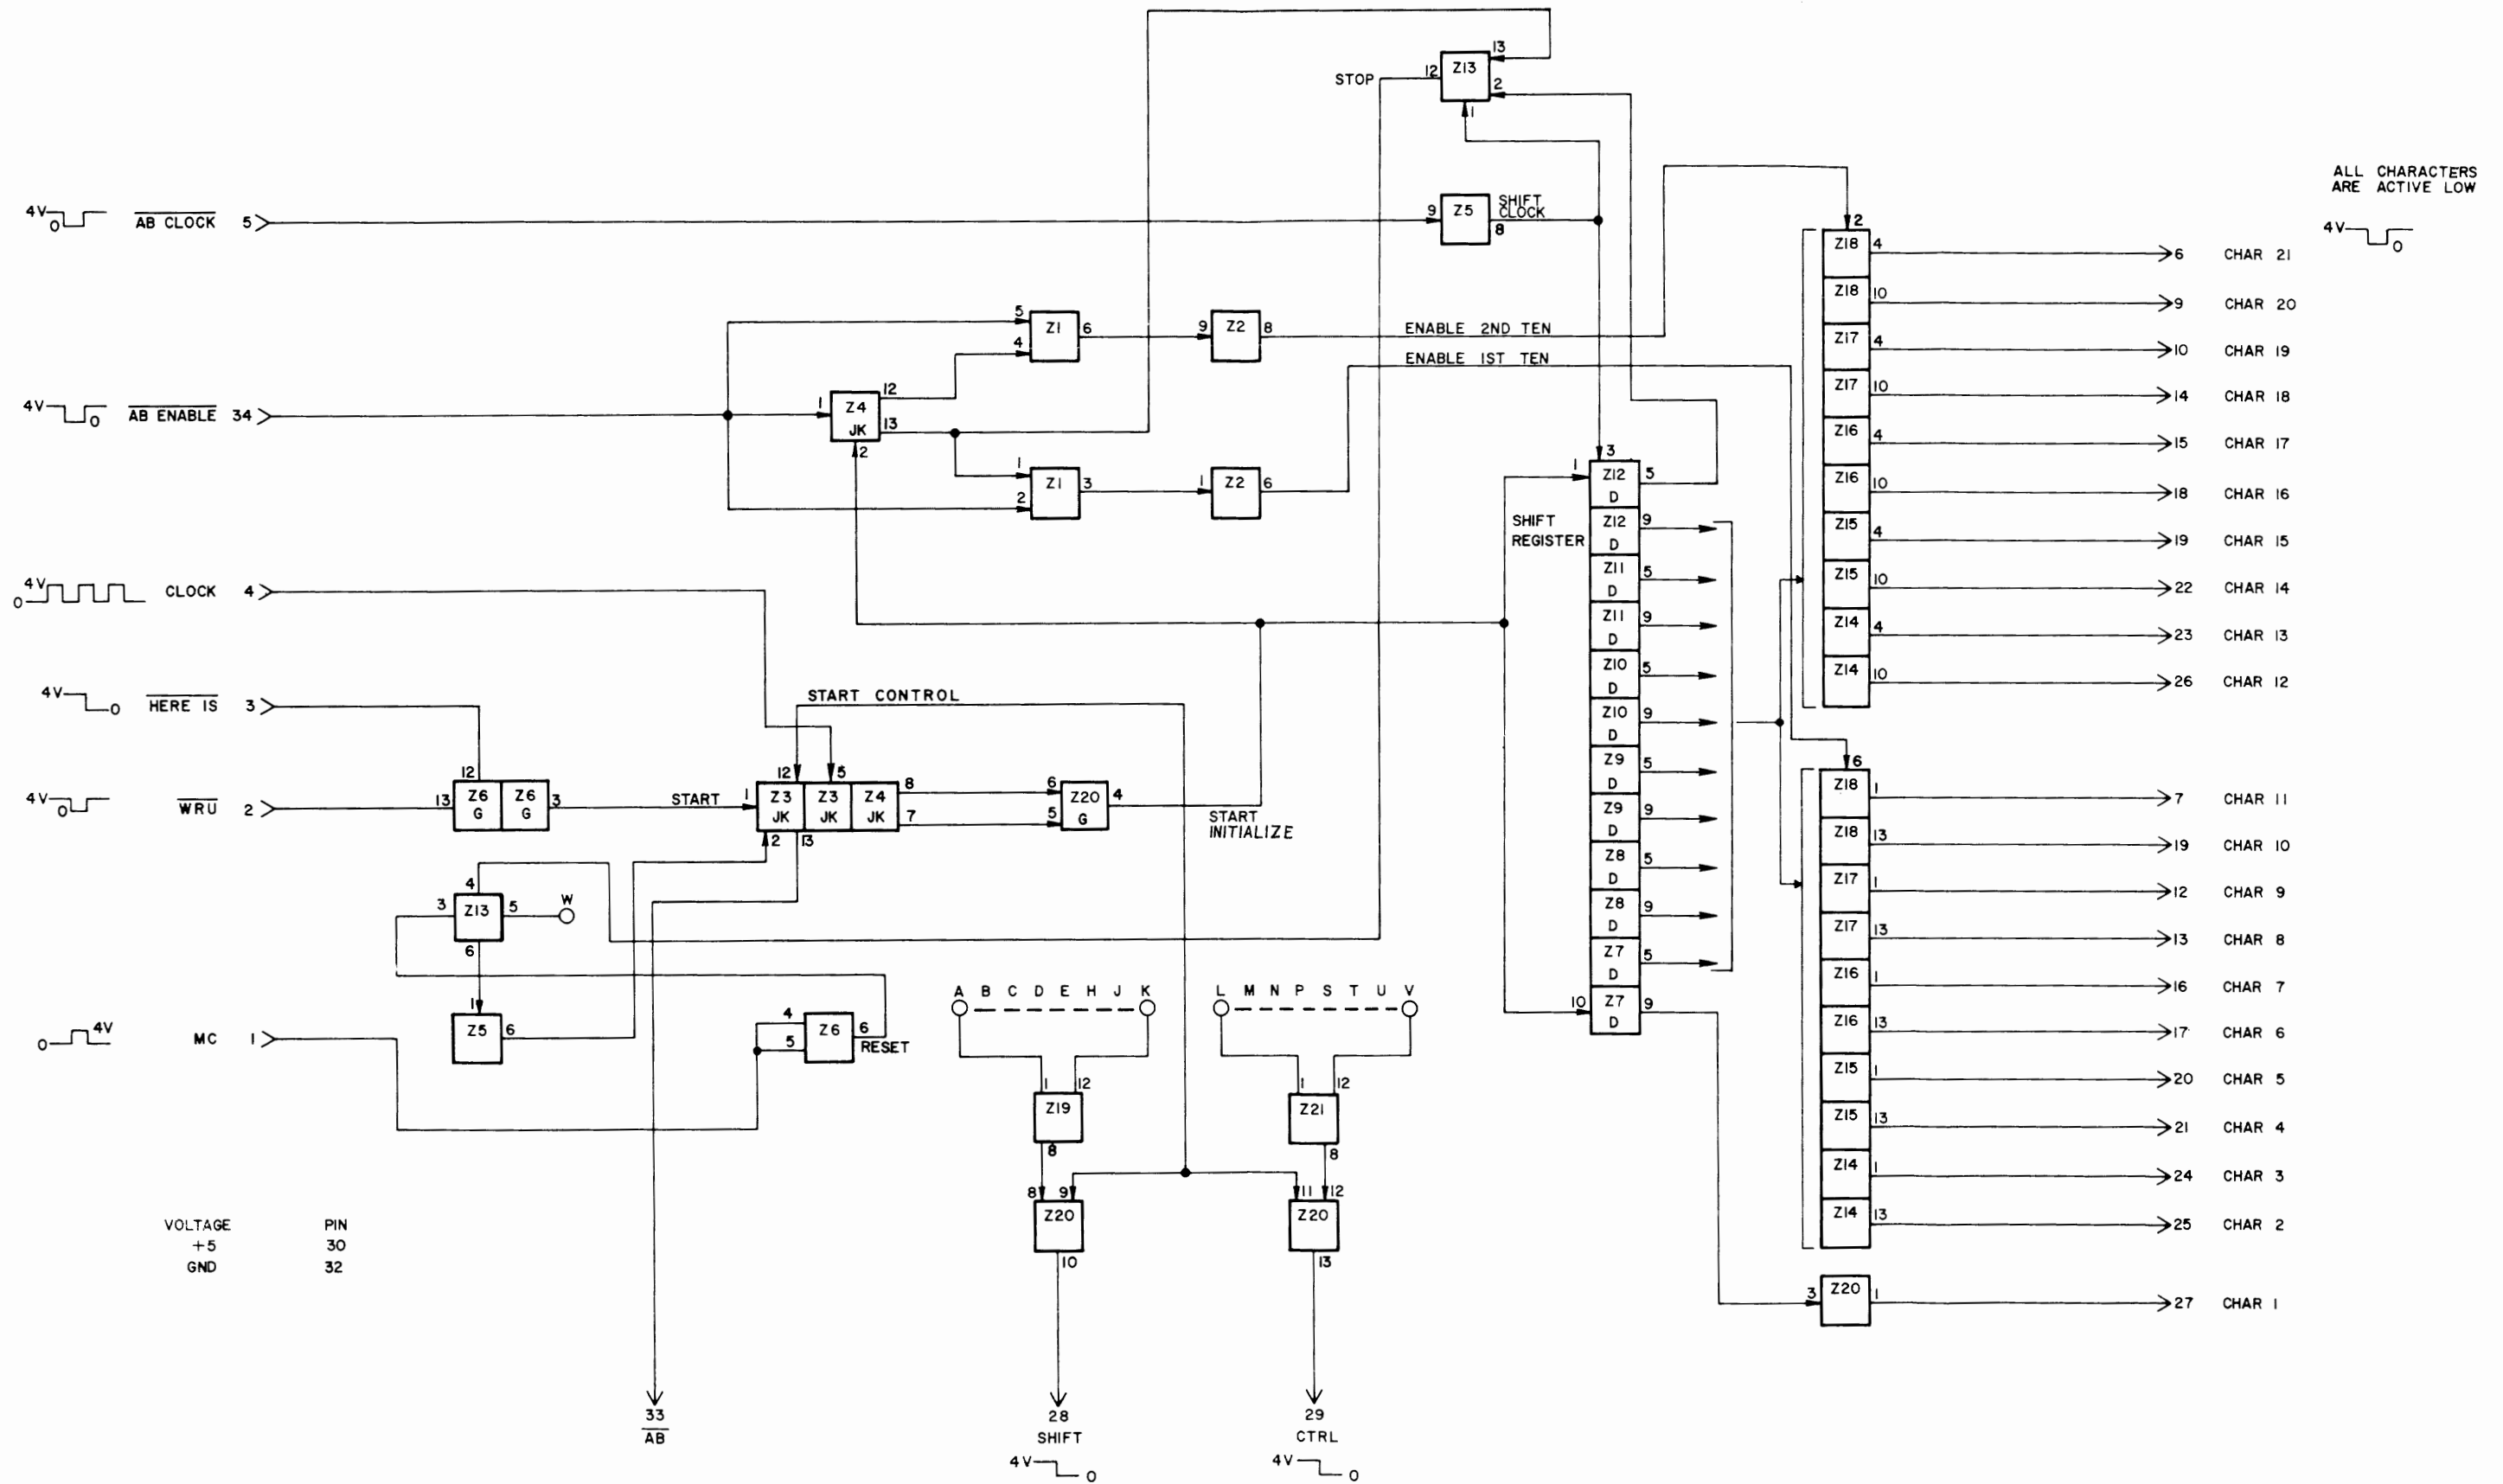 13
STOP 12 Z13
2
1
ALL CHARACTERS
ARE ACTIVE LOW
4V 0
4V 0 AB CLOCK 5
9 Z5 SHIFT
CLOCK
8
2
Z18 4 6 CHAR 21
Z18 10 9 CHAR 20
Z17 4 10 CHAR 19
Z17 10 14 CHAR 18
Z16 4 15 CHAR 17
Z16 10 18 CHAR 16
Z15 4 19 CHAR 15
Z15 10 22 CHAR 14
Z14 4 23 CHAR 13
Z14 10 26 CHAR 12
5 Z1 6 9 Z2 8 ENABLE 2ND TEN
4
ENABLE 1ST TEN
4V 0 AB ENABLE 34
1 Z4 12
JK 13
2
1 Z1 3 1 Z2 6
2
3
1 Z12 5
D
SHIFT
REGISTER
Z12 9
D
Z11 5
D
Z11 9
D
Z10 5
D
Z10 9
D
Z9 5
D
Z9 9
D
Z8 5
D
Z8 9
D
Z7 5
D
10 Z7 9
D
4V 0 CLOCK 4
4V 0 HERE IS 3
START CONTROL
12 12 5
4V 0 WRU 2 13 Z6 Z6 3 START 1 Z3 Z3 Z4 8 6 Z20 4
G G JK JK JK 7 5 G
START
INITIALIZE
2 13
4
3 Z13 5 W
6
1
Z5 6
0 4V MC 1
4 Z6 6
5 RESET
A B C D E H J K
L M N P S T U V
1 12
Z19
8
1 12
Z21
8
8 9
Z20
10
11 12
Z20
13
6
Z18 1 7 CHAR 11
Z18 13 19 CHAR 10
Z17 1 12 CHAR 9
Z17 13 13 CHAR 8
Z16 1 16 CHAR 7
Z16 13 17 CHAR 6
Z15 1 20 CHAR 5
Z15 13 21 CHAR 4
Z14 1 24 CHAR 3
Z14 13 25 CHAR 2
3 Z20 1 27 CHAR 1
VOLTAGE PIN
+5 30
GND 32
33
AB
28
SHIFT
4V 0
29
CTRL
4V 0